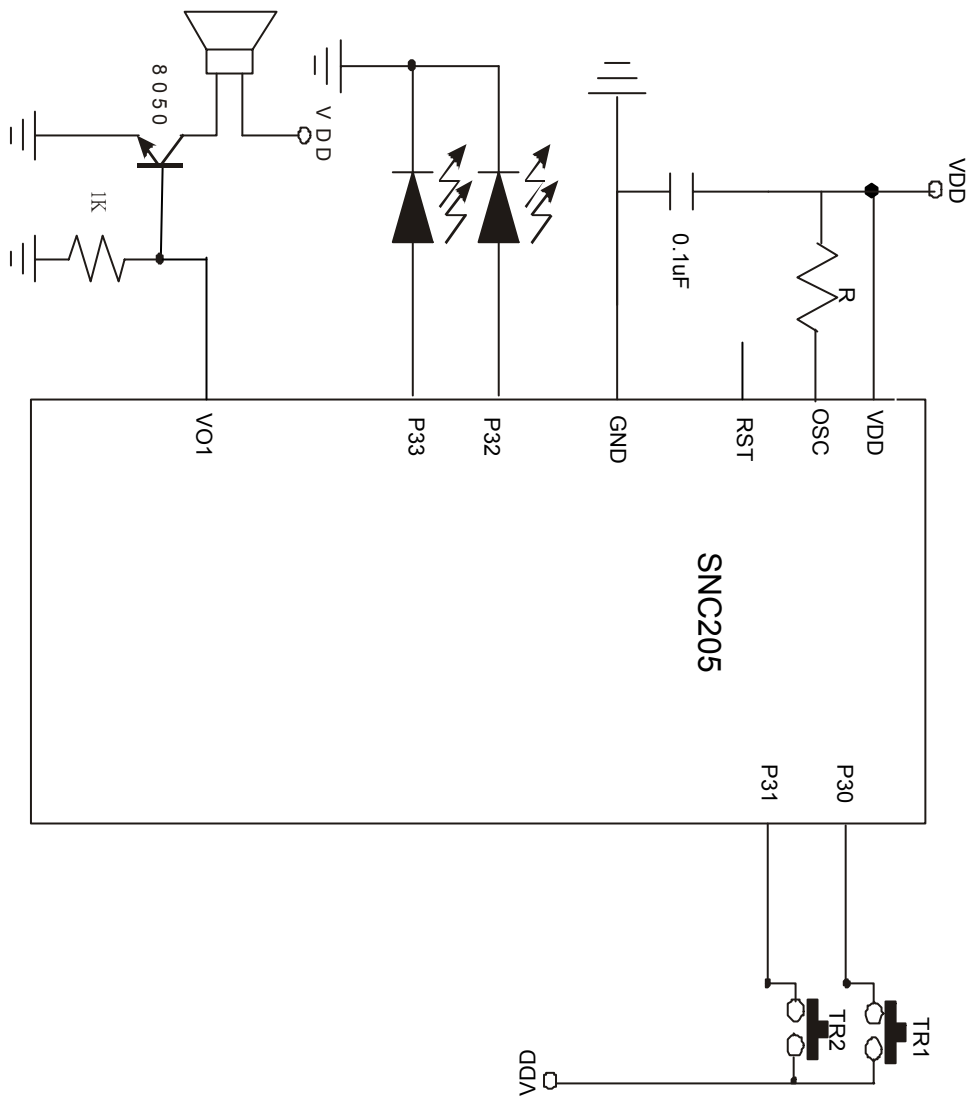 VDD
R
0.1uF
VDD
8050
1K
VDD
OSC
RST
GND
P32
P33
VO1
SNC205
P30
P31
TR1
TR2
VDD